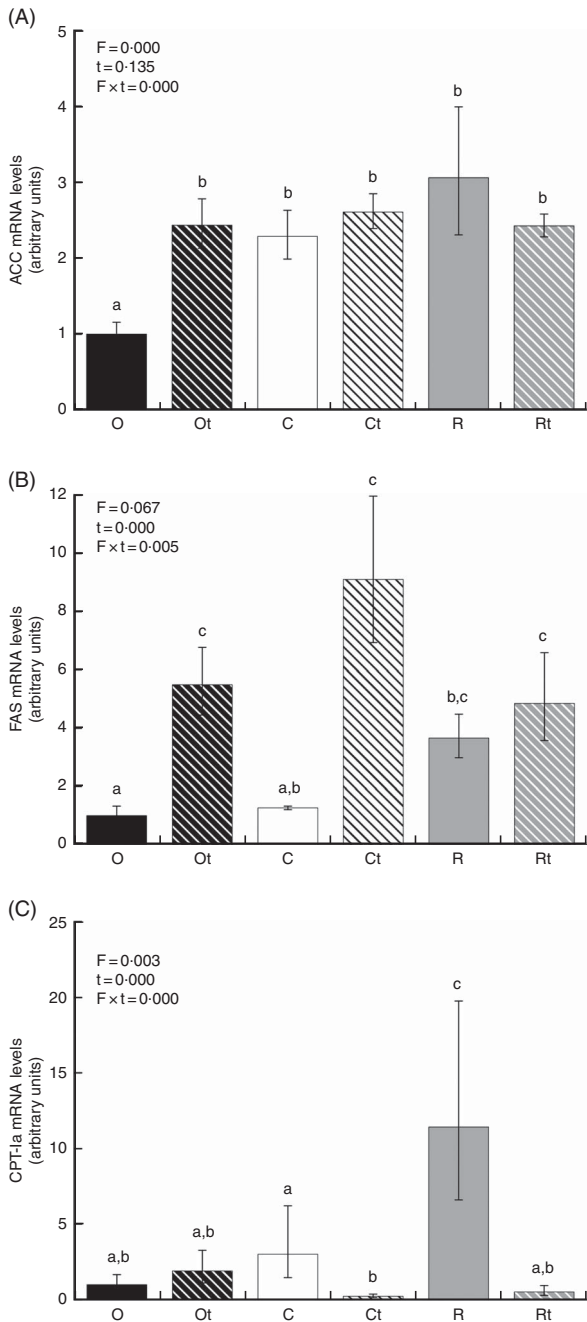 (A)
5
4
3
2
1
0
ACC mRNA levels
(arbitrary units)
F=0·000
t=0·135
F×t=0·000
a
b
b
b
b
b
O Ot C Ct R Rt
(B)
12
10
8
6
4
2
0
FAS mRNA levels
(arbitrary units)
F=0·067
t=0·000
F×t=0·005
a
c
a,b
c
b,c
c
O Ot C Ct R Rt
(C)
25
20
15
10
5
0
CPT-Ia mRNA levels
(arbitrary units)
F=0·003
t=0·000
F×t=0·000
a,b
a,b
a
b
c
a,b
O Ot C Ct R Rt